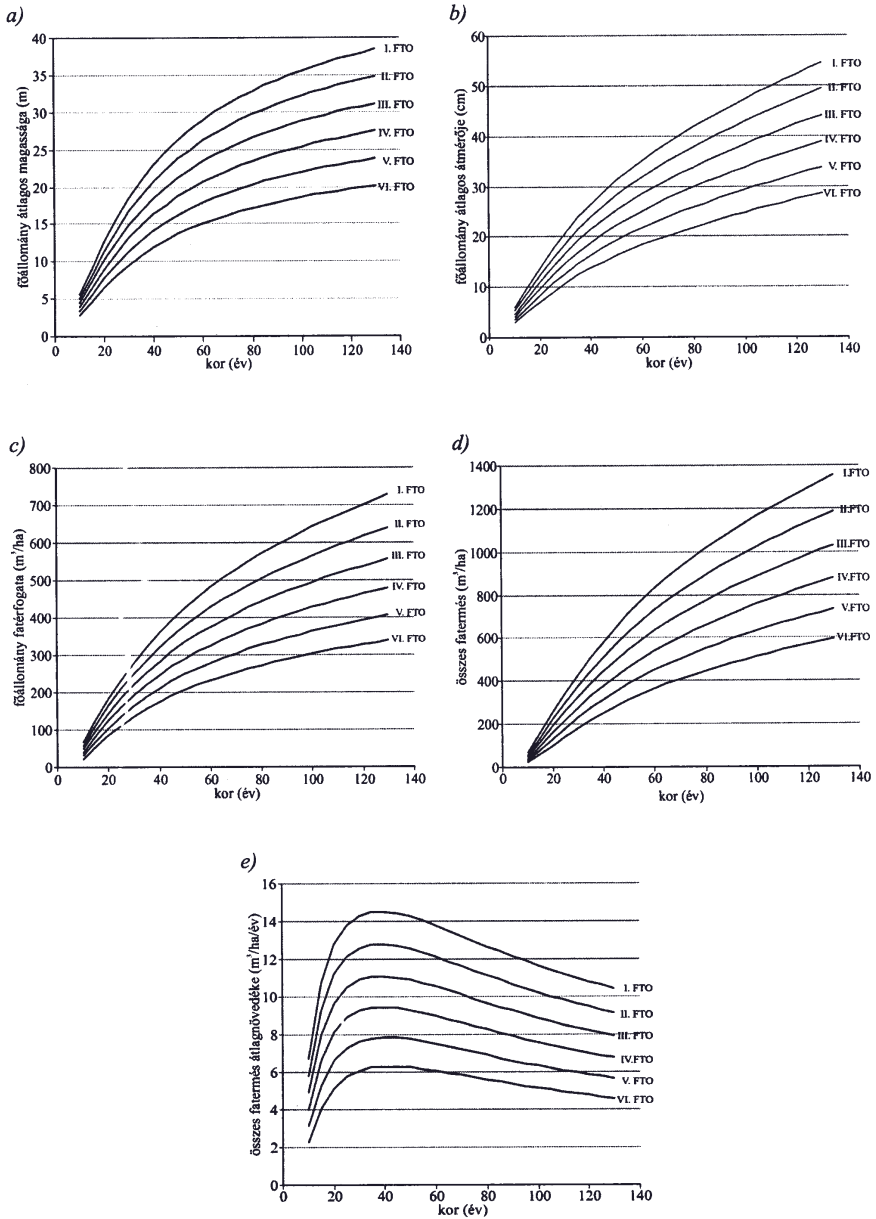 a)
főállomány átlagos magassága (m)
40
35
30
25
20
15
10
5
0
0 20 40 60 80 100 120 140
kor (év)
I. FTO
II. FTO
III. FTO
IV. FTO
V. FTO
VI. FTO
b)
főállomány átlagos átmérője (cm)
60
50
40
30
20
10
0
0 20 40 60 80 100 120 140
kor (év)
I. FTO
II. FTO
III. FTO
IV. FTO
V. FTO
VI. FTO
c)
főállomány fatérfogata (m³/ha)
800
700
600
500
400
300
200
100
0
0 20 40 60 80 100 120 140
kor (év)
I. FTO
II. FTO
III. FTO
IV. FTO
V. FTO
VI. FTO
d)
összes fatermés (m³/ha)
1400
1200
1000
800
600
400
200
0
0 20 40 60 80 100 120 140
kor (év)
I.FTO
II.FTO
III.FTO
IV.FTO
V.FTO
VI.FTO
e)
összes fatermés átlagnövedéke (m³/ha/év)
16
14
12
10
8
6
4
2
0
0 20 40 60 80 100 120 140
kor (év)
I. FTO
II. FTO
III. FTO
IV.FTO
V. FTO
VI. FTO